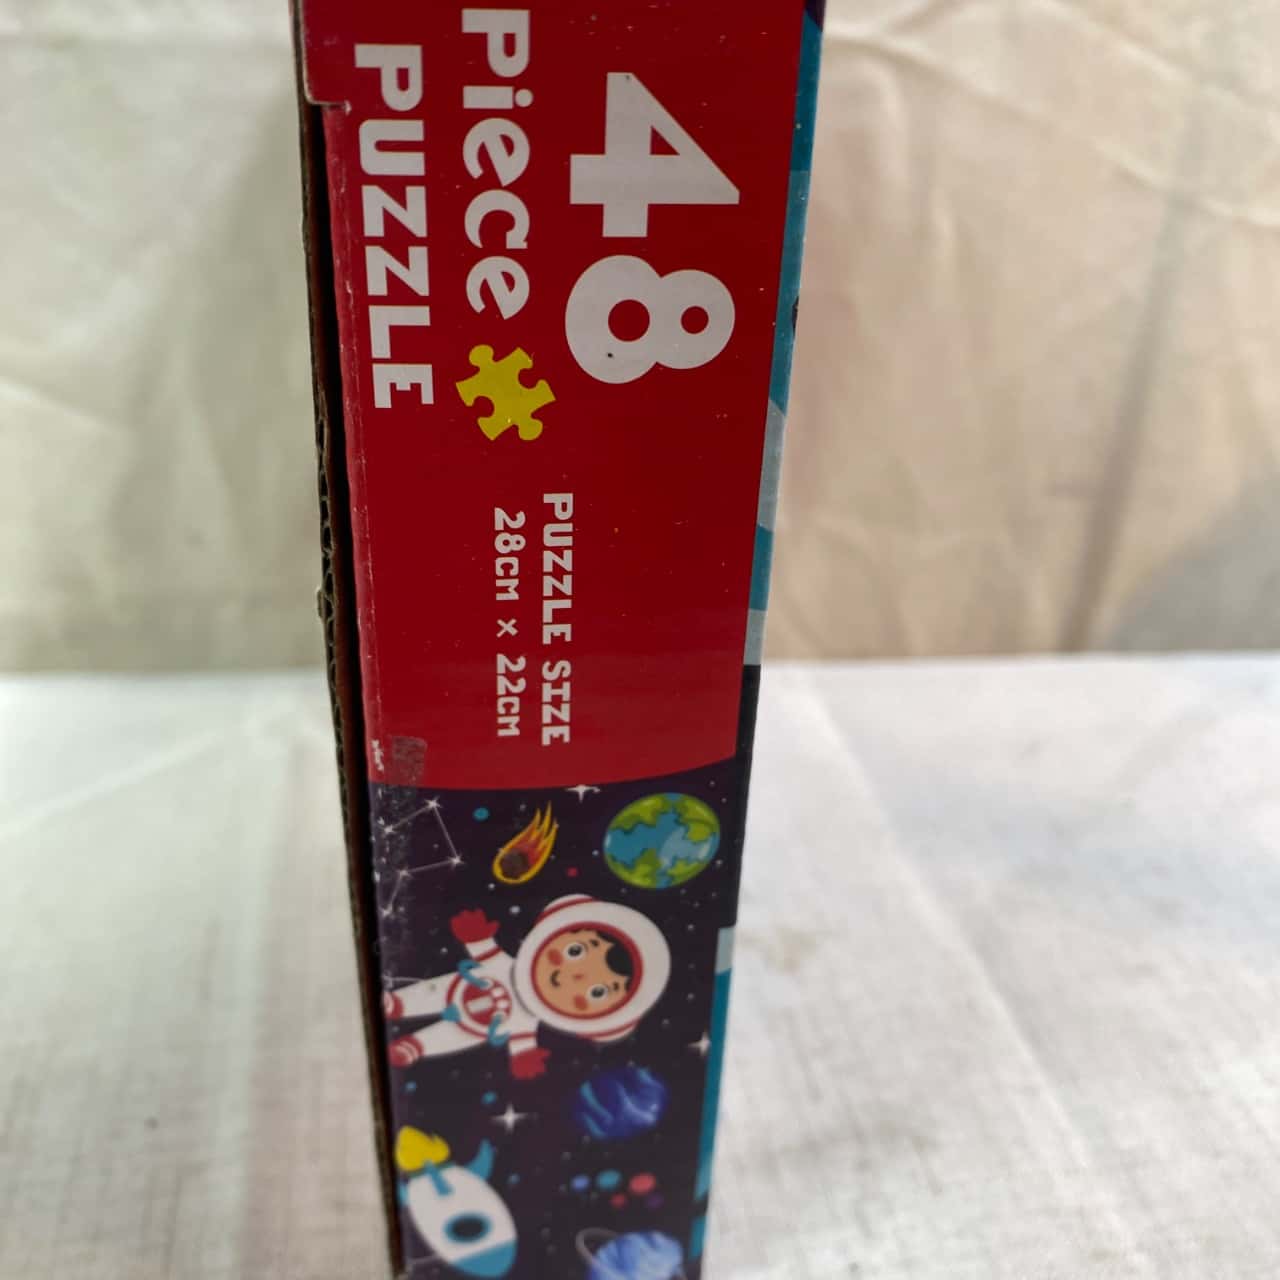 48
Piece
PUZZLE
PUZZLE SIZE
28CM × 22CM